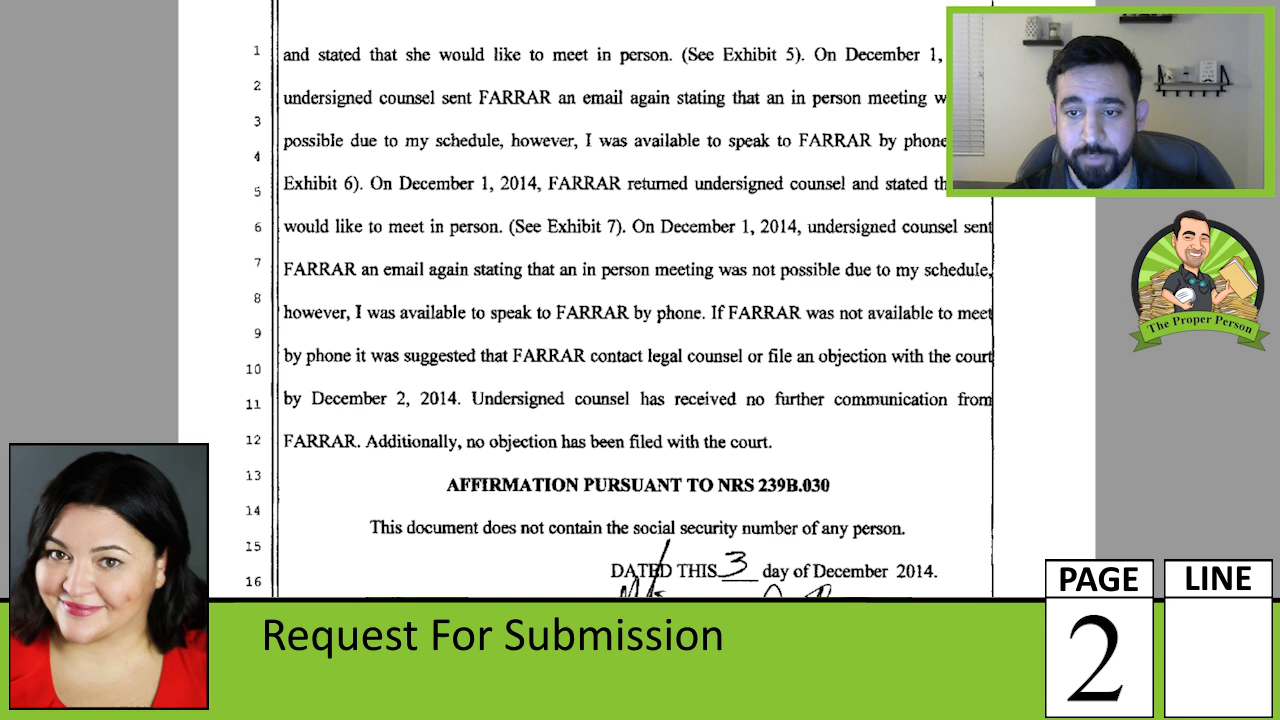 1 and stated that she would like to meet in person. (See Exhibit 5). On December 1,
2 undersigned counsel sent FARRAR an email again stating that an in person meeting
3 possible due to my schedule, however, I was available to speak to FARRAR by phone
4 Exhibit 6). On December 1, 2014, FARRAR returned undersigned counsel and stated
5 would like to meet in person. (See Exhibit 7). On December 1, 2014, undersigned counsel sent
6 FARRAR an email again stating that an in person meeting was not possible due to my schedule,
7 however, I was available to speak to FARRAR by phone. If FARRAR was not available to meet
8 by phone it was suggested that FARRAR contact legal counsel or file an objection with the court
9 by December 2, 2014. Undersigned counsel has received no further communication from
10 FARRAR. Additionally, no objection has been filed with the court.
11 AFFIRMATION PURSUANT TO NRS 239B.030
12 This document does not contain the social security number of any person.
13 DATED THIS 3 day of December 2014.
14
15
16
The Proper Person
Request For Submission
PAGE
2
LINE